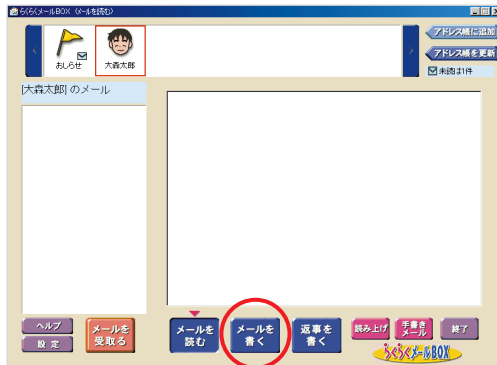 らくらくメールBOX (メールを読む)
アドレス帳に追加
アドレス帳を更新
未読は1件
おしらせ
大森太郎
[大森太郎] のメール
ヘルプ
設定
メールを
受取る
メールを
読む
メールを
書く
返事を
書く
読み上げ
手書き
メール
終了
らくらくメールBOX